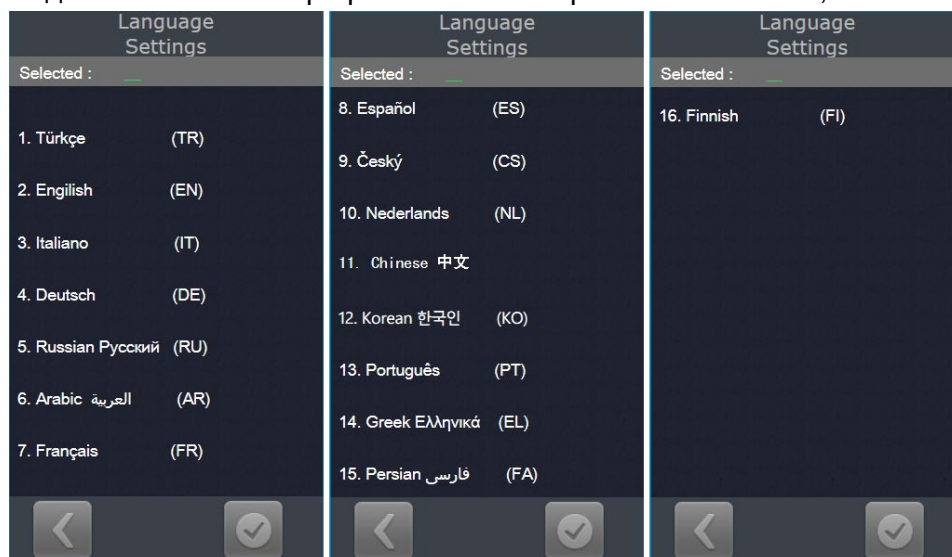 Language
Settings
Selected :
1. Türkçe (TR)
2. Engilish (EN)
3. Italiano (IT)
4. Deutsch (DE)
5. Russian Русский (RU)
6. Arabic العربية (AR)
7. Français (FR)
Language
Settings
Selected :
8. Español (ES)
9. Český (CS)
10. Nederlands (NL)
11. Chinese 中文
12. Korean 한국인 (KO)
13. Português (PT)
14. Greek Ελληνικά (EL)
15. Persian فارسی (FA)
Language
Settings
Selected :
16. Finnish (FI)